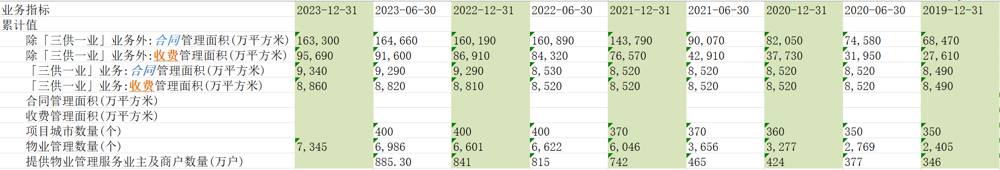 业务指标 2023-12-31 2023-06-30 2022-12-31 2022-06-30 2021-12-31 2021-06-30 2020-12-31 2020-06-30 2019-12-31
累计值
除「三供一业」业务外:合同管理面积(万平方米) 163,300 164,660 160,190 160,890 143,790 90,070 82,050 74,580 68,470
除「三供一业」业务外:收费管理面积(万平方米) 95,690 91,600 86,910 84,320 76,570 42,910 37,730 31,950 27,610
「三供一业」业务:合同管理面积(万平方米) 9,340 9,290 9,290 8,530 8,520 8,520 8,520 8,520 8,490
「三供一业」业务:收费管理面积(万平方米) 8,860 8,820 8,810 8,520 8,520 8,520 8,520 8,520 8,490
合同管理面积(万平方米)
收费管理面积(万平方米)
项目城市数量(个) 400 400 400 370 370 360 350 350
物业管理数量(个) 7,345 6,986 6,601 6,622 6,046 3,656 3,277 2,769 2,405
提供物业管理服务业主及商户数量(万户) 885.30 841 815 742 465 424 377 346